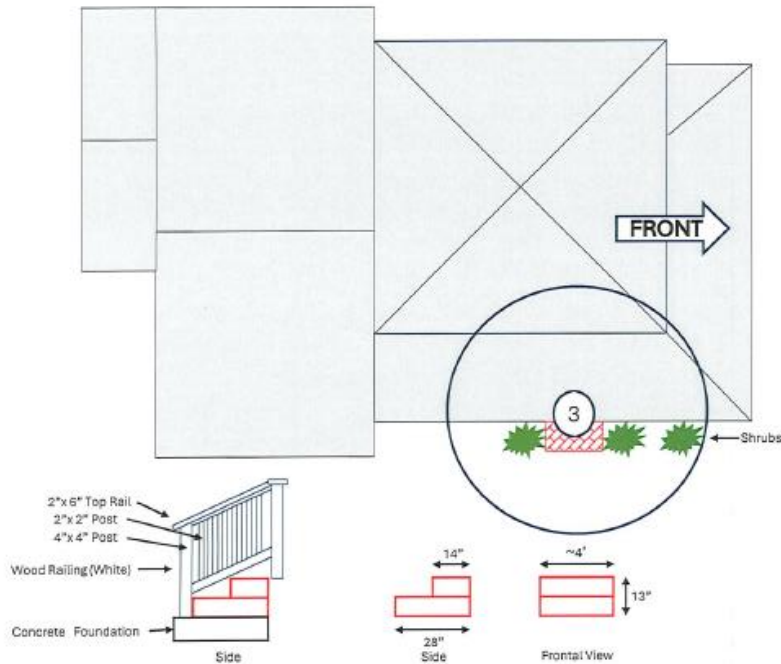 FRONT
3
Shrubs
2"x 6" Top Rail
2"x 2" Post
4"x 4" Post
Wood Railing (White)
Concrete Foundation
Side
14"
28"
Side
~4'
13"
Frontal View